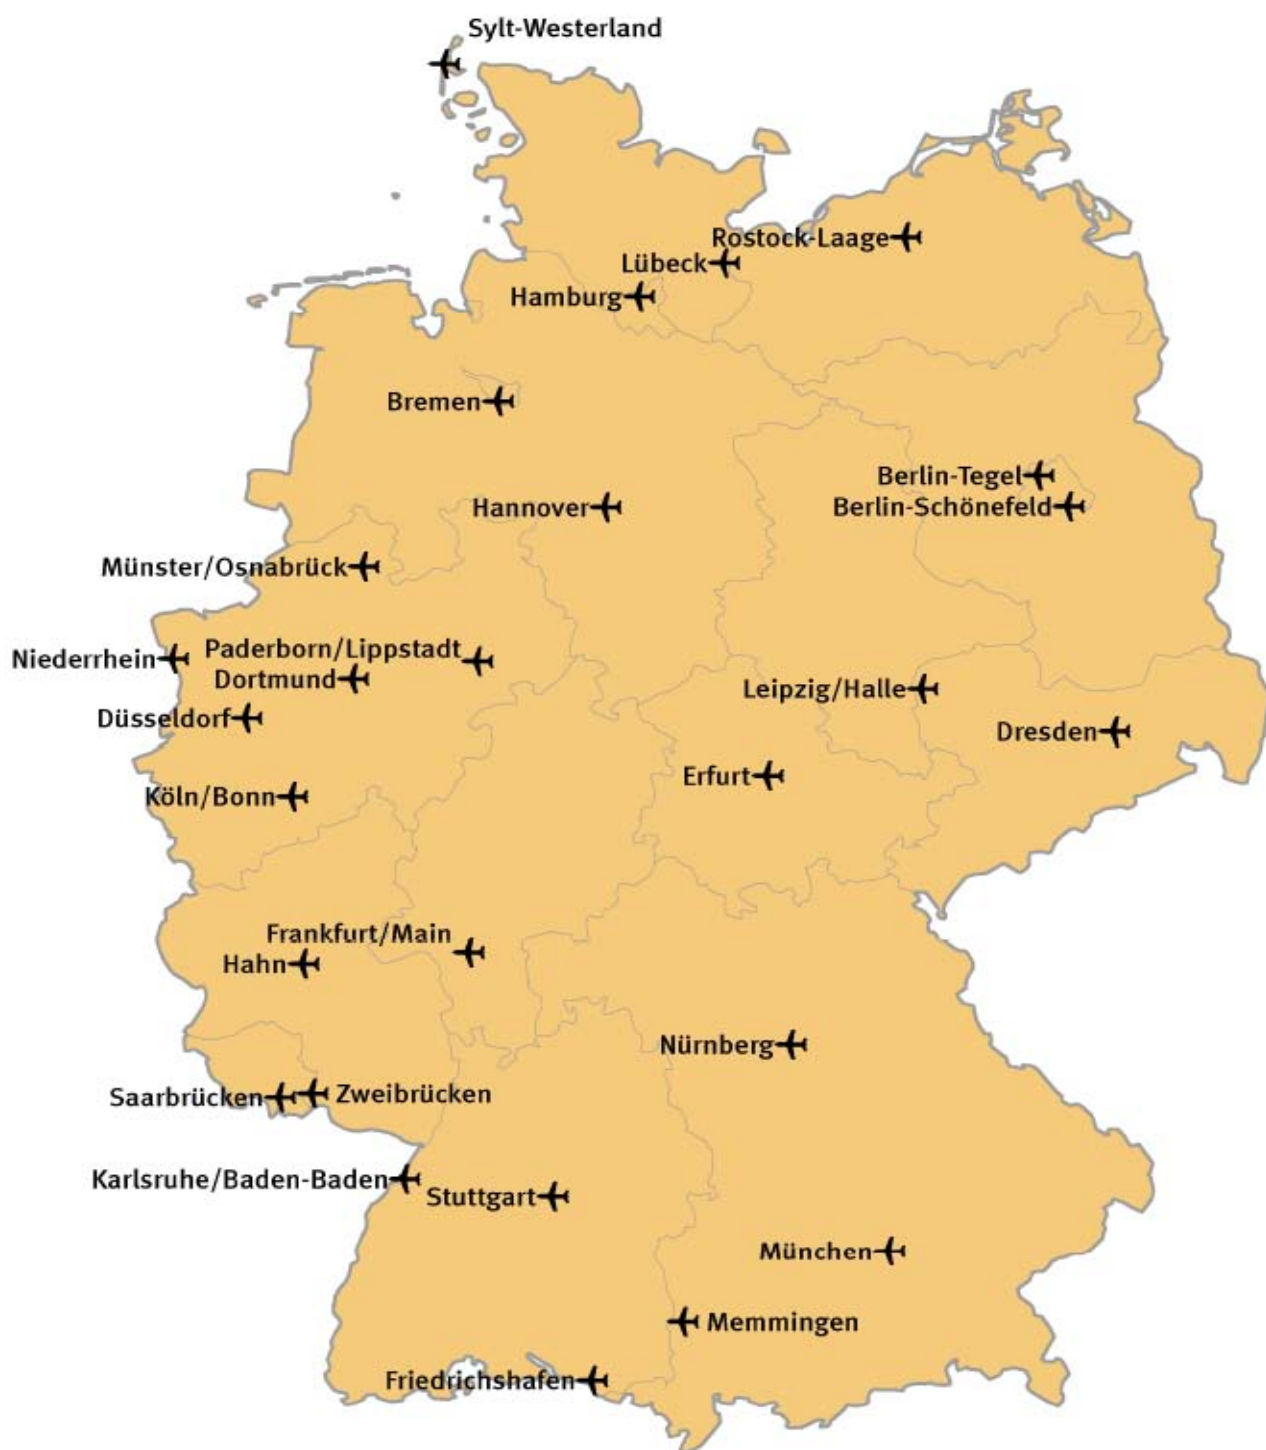 Sylt-Westerland
Rostock-Laage
Lübeck
Hamburg
Bremen
Berlin-Tegel
Berlin-Schönefeld
Hannover
Münster/Osnabrück
Paderborn/Lippstadt
Niederrhein
Dortmund
Leipzig/Halle
Düsseldorf
Dresden
Erfurt
Köln/Bonn
Frankfurt/Main
Hahn
Nürnberg
Zweibrücken
Saarbrücken
Karlsruhe/Baden-Baden
Stuttgart
München
Memmingen
Friedrichshafen